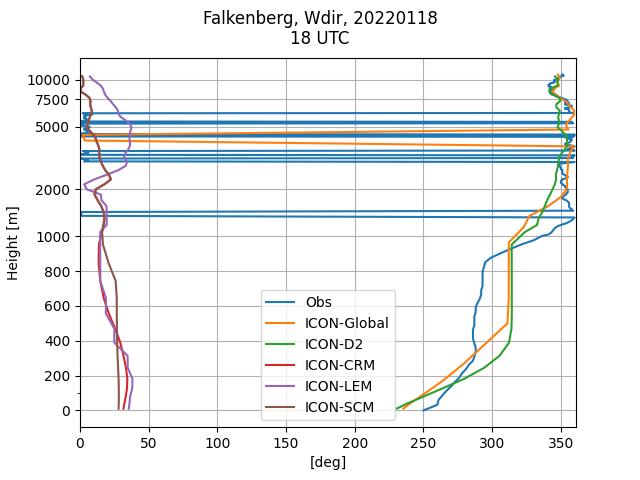 Falkenberg, Wdir, 20220118
18 UTC
Height [m]
10000
7500
5000
2000
1000
800
600
400
200
0
Obs
ICON-Global
ICON-D2
ICON-CRM
ICON-LEM
ICON-SCM
0 50 100 150 200 250 300 350
[deg]